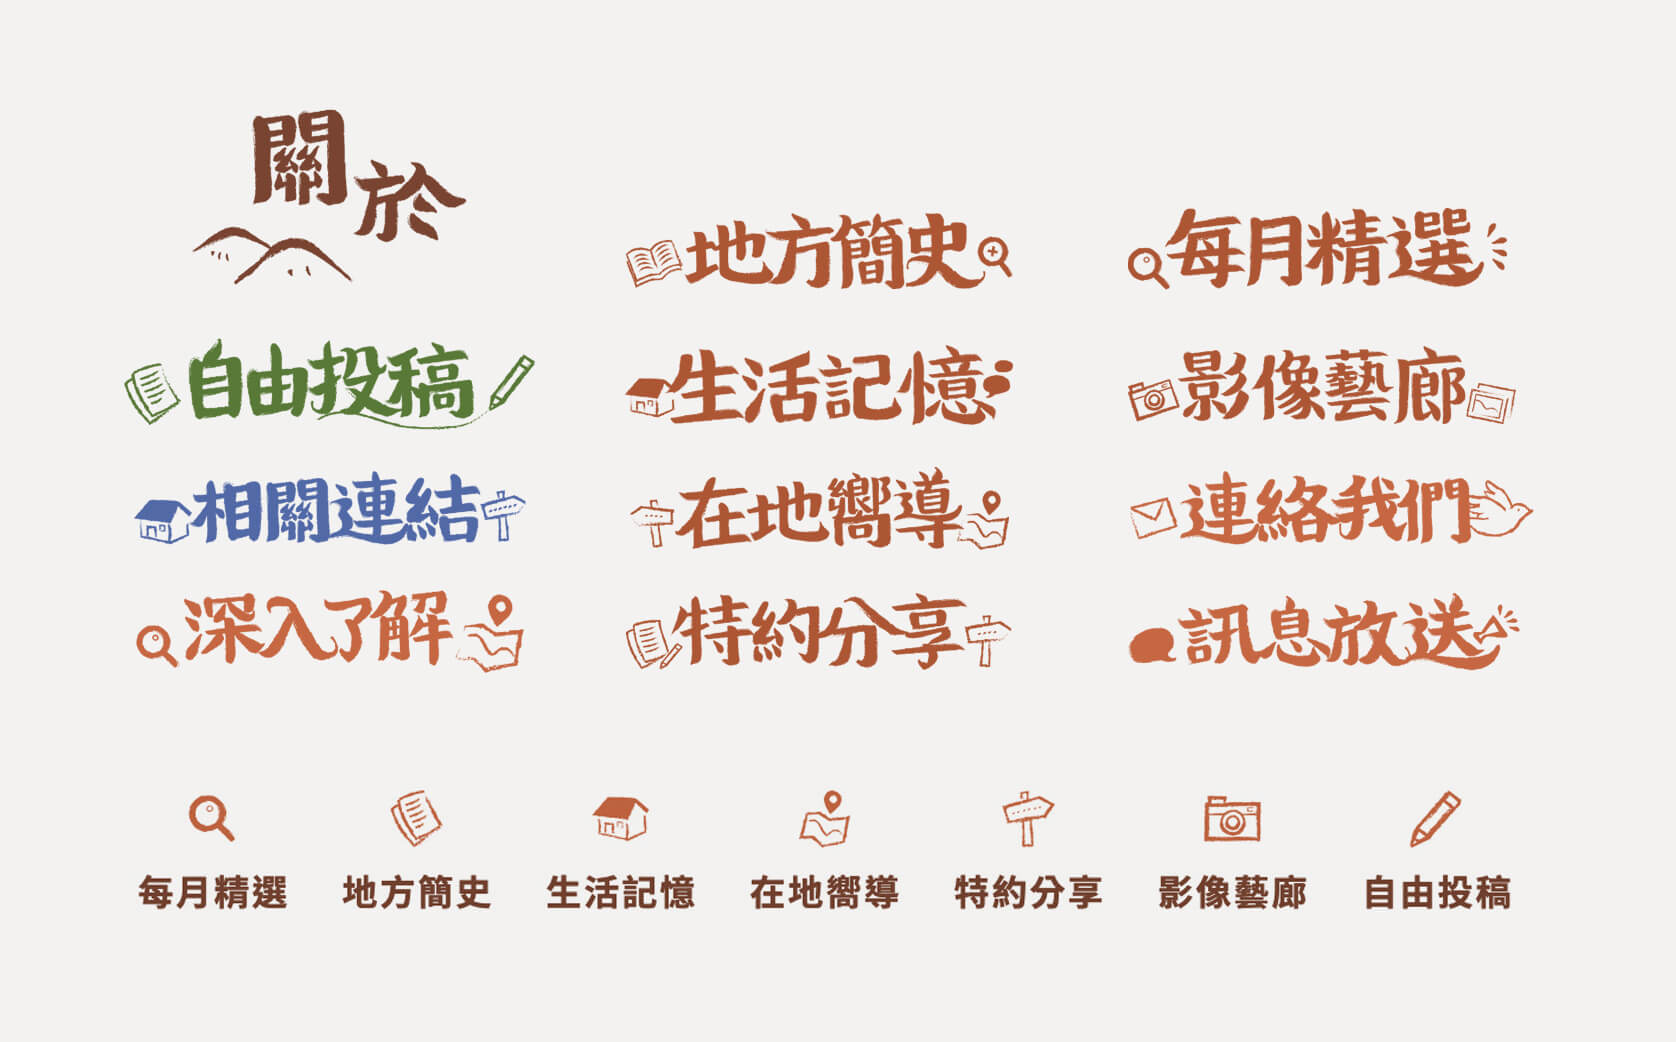 關於
地方簡史
每月精選
自由投稿
生活記憶
影像藝廊
相關連結
在地嚮導
連絡我們
深入了解
特約分享
訊息放送
每月精選
地方簡史
生活記憶
在地嚮導
特約分享
影像藝廊
自由投稿